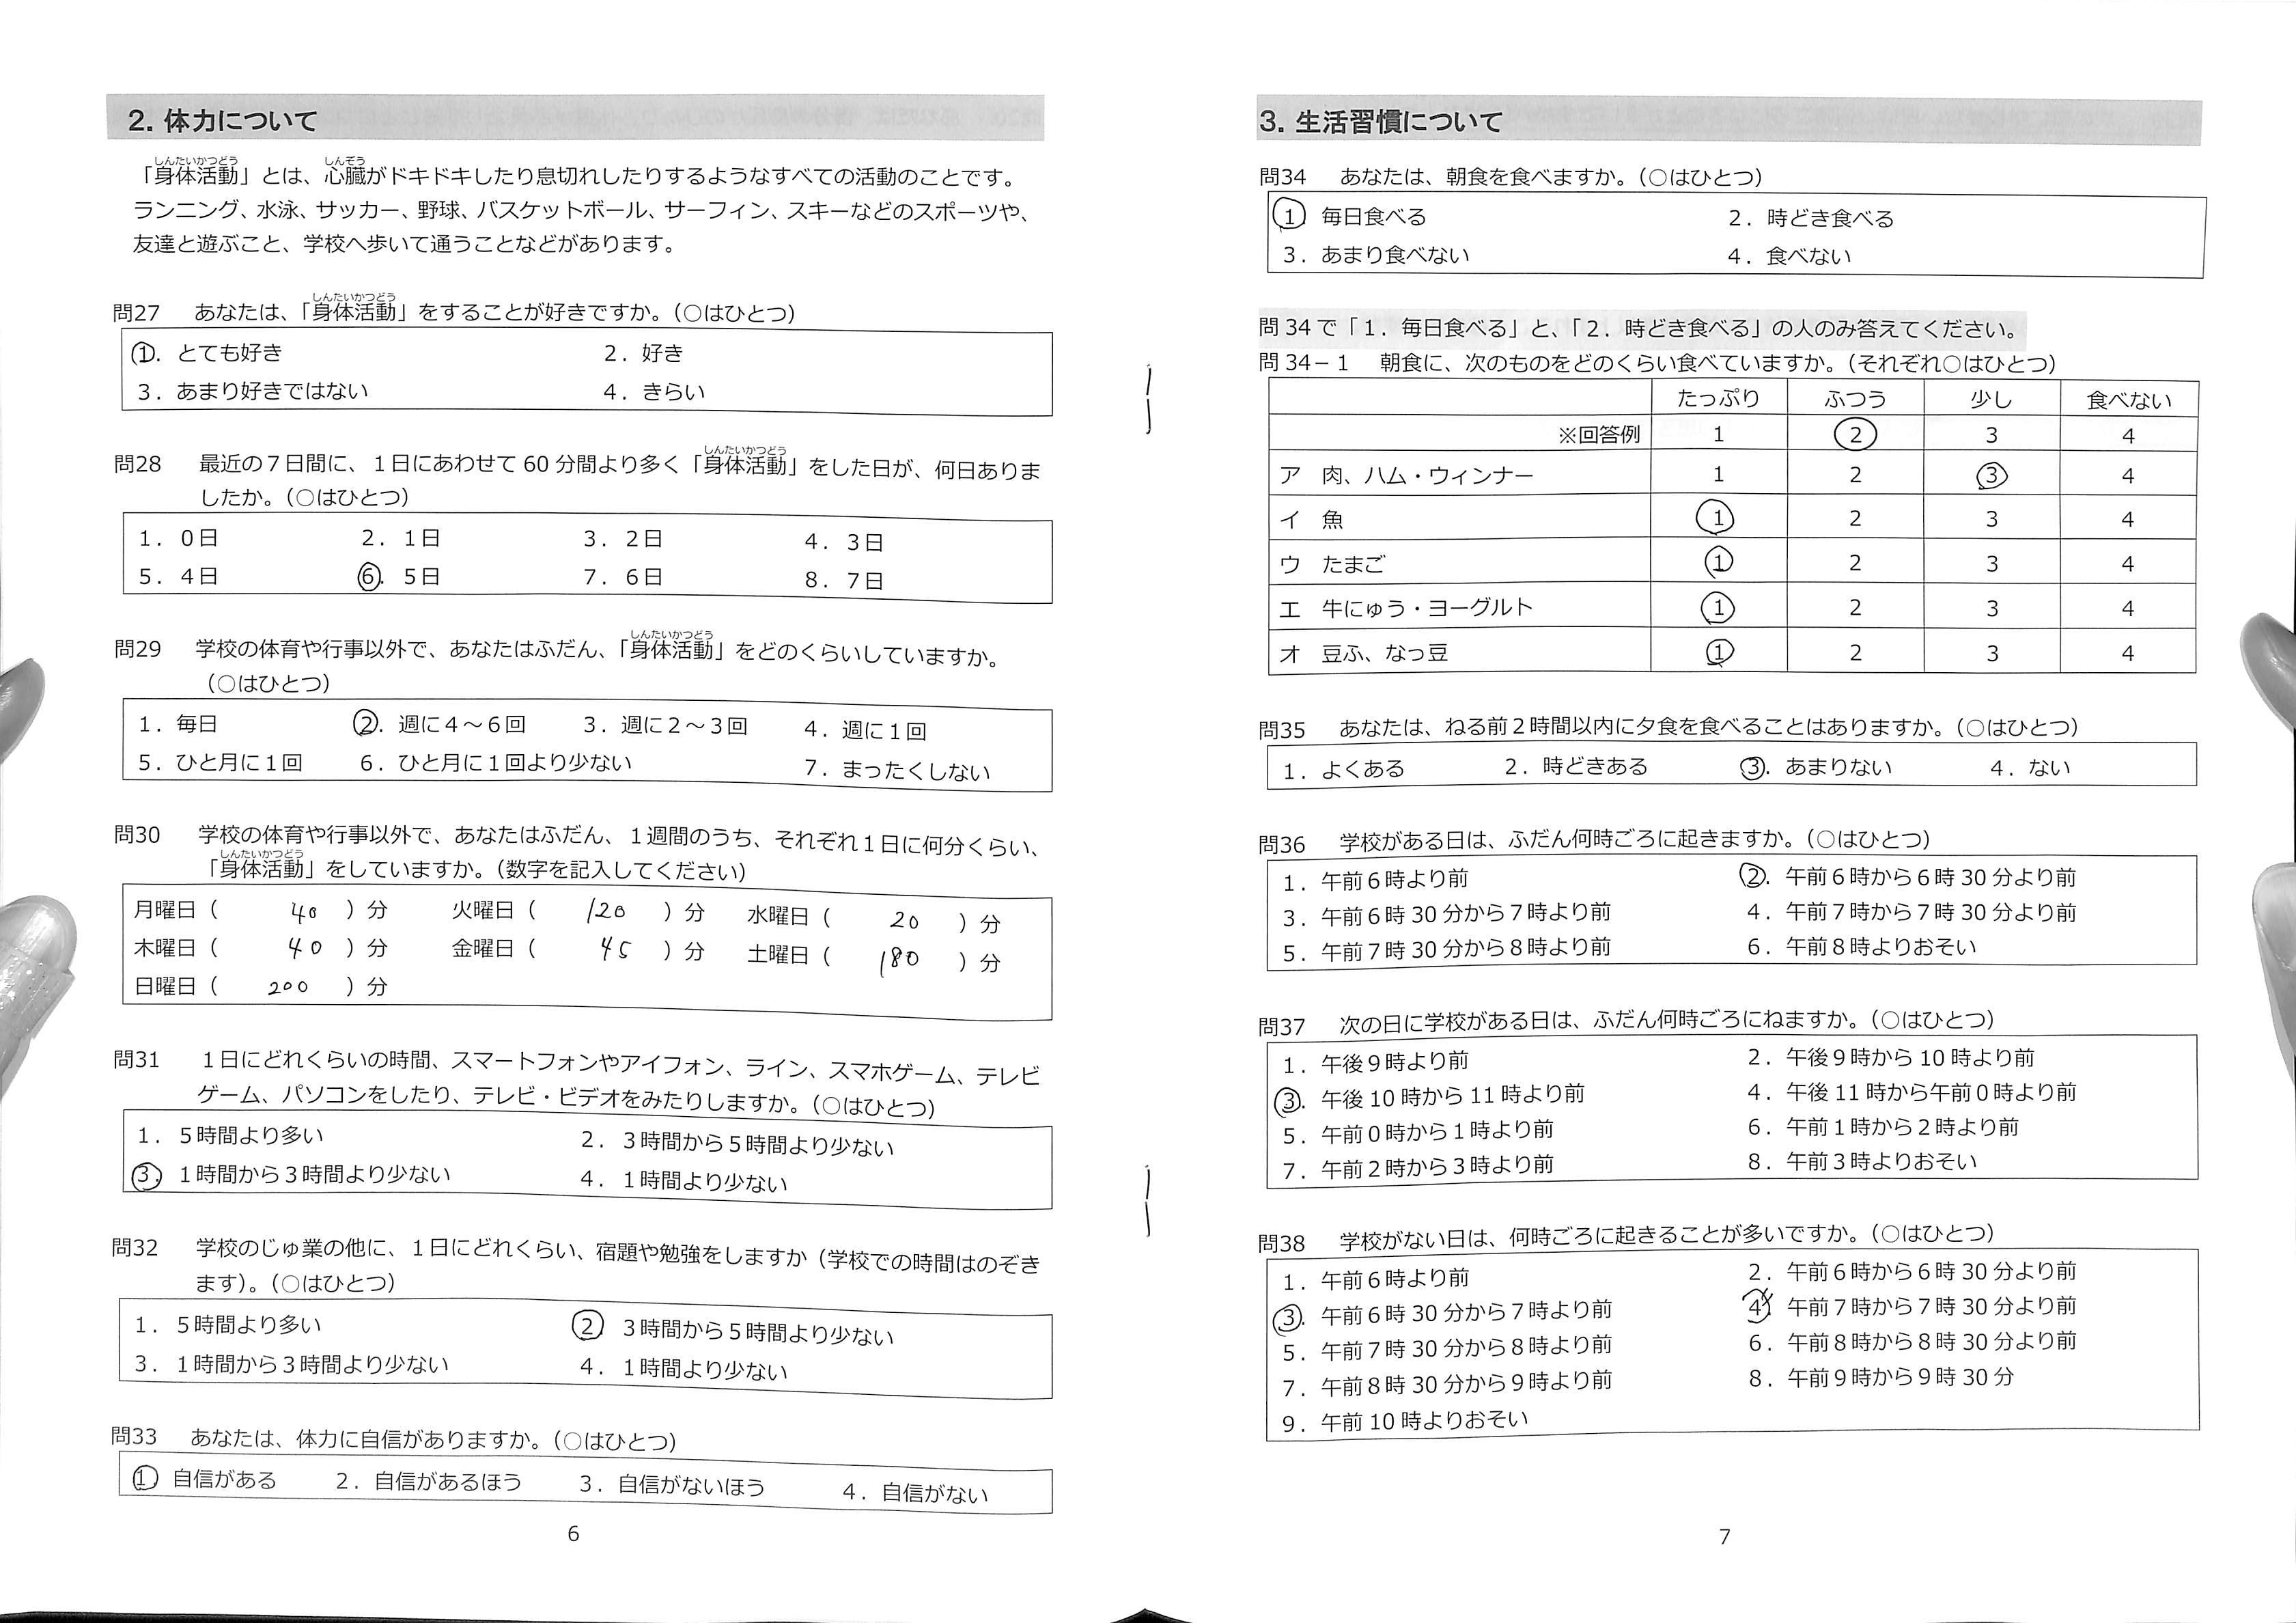 2. 体力について
「身体活動」とは、心臓がドキドキしたり息切れしたりするようなすべての活動のことです。
ランニング、水泳、サッカー、野球、バスケットボール、サーフィン、スキーなどのスポーツや、
友達と遊ぶこと、学校へ歩いて通うことなどがあります。
問27 あなたは、「身体活動」をすることが好きですか。（○はひとつ）
1. とても好き 2. 好き
3. あまり好きではない 4. きらい
問28 最近の７日間に、１日にあわせて 60 分間より多く「身体活動」をした日が、何日ありま
したか。（○はひとつ）
1. 0日 2. 1日 3. 2日 4. 3日
5. 4日 6. 5日 7. 6日 8. 7日
問29 学校の体育や行事以外で、あなたはふだん、「身体活動」をどのくらいしていますか。
（○はひとつ）
1. 毎日 2. 週に４～６回 3. 週に２～３回 4. 週に１回
5. ひと月に１回 6. ひと月に１回より少ない 7. まったくしない
問30 学校の体育や行事以外で、あなたはふだん、１週間のうち、それぞれ１日に何分くらい、
「身体活動」をしていますか。（数字を記入してください）
月曜日（ 40 ）分 火曜日（ 120 ）分 水曜日（ 20 ）分
木曜日（ 40 ）分 金曜日（ 45 ）分 土曜日（ 180 ）分
日曜日（ 200 ）分
問31 １日にどれくらいの時間、スマートフォンやアイフォン、ライン、スマホゲーム、テレビ
ゲーム、パソコンをしたり、テレビ・ビデオをみたりしますか。（○はひとつ）
1. ５時間より多い 2. ３時間から５時間より少ない
3. １時間から３時間より少ない 4. １時間より少ない
問32 学校のじゅ業の他に、１日にどれくらい、宿題や勉強をしますか（学校での時間はのぞき
ます）。（○はひとつ）
1. ５時間より多い 2 ３時間から５時間より少ない
3. １時間から３時間より少ない 4. １時間より少ない
問33 あなたは、体力に自信がありますか。（○はひとつ）
1 自信がある 2. 自信があるほう 3. 自信がないほう 4. 自信がない
6
3. 生活習慣について
問34 あなたは、朝食を食べますか。（○はひとつ）
1. 毎日食べる 2. 時どき食べる
3. あまり食べない 4. 食べない
問 34 で「１．毎日食べる」と、「２．時どき食べる」の人のみ答えてください。
問 34－１ 朝食に、次のものをどのくらい食べていますか。（それぞれ○はひとつ）
たっぷり ふつう 少し 食べない
※回答例 1 2 3 4
ア 肉、ハム・ウィンナー 1 2 3 4
イ 魚 1 2 3 4
ウ たまご 1 2 3 4
エ 牛にゅう・ヨーグルト 1 2 3 4
オ 豆ふ、なっ豆 1 2 3 4
問35 あなたは、ねる前２時間以内に夕食を食べることはありますか。（○はひとつ）
1. よくある 2. 時どきある 3. あまりない 4. ない
問36 学校がある日は、ふだん何時ごろに起きますか。（○はひとつ）
1. 午前６時より前 2. 午前６時から６時 30 分より前
3. 午前６時 30 分から７時より前 4. 午前７時から７時 30 分より前
5. 午前７時 30 分から８時より前 6. 午前８時よりおそい
問37 次の日に学校がある日は、ふだん何時ごろにねますか。（○はひとつ）
1. 午後９時より前 2. 午後９時から 10 時より前
3. 午後 10 時から 11 時より前 4. 午後 11 時から午前０時より前
5. 午前０時から１時より前 6. 午前１時から２時より前
7. 午前２時から３時より前 8. 午前３時よりおそい
問38 学校がない日は、何時ごろに起きることが多いですか。（○はひとつ）
1. 午前６時より前 2. 午前６時から６時 30 分より前
3. 午前６時 30 分から７時より前 4 午前７時から７時 30 分より前
5. 午前７時 30 分から８時より前 6. 午前８時から８時 30 分より前
7. 午前８時 30 分から９時より前 8. 午前９時から９時 30 分
9. 午前 10 時よりおそい
7